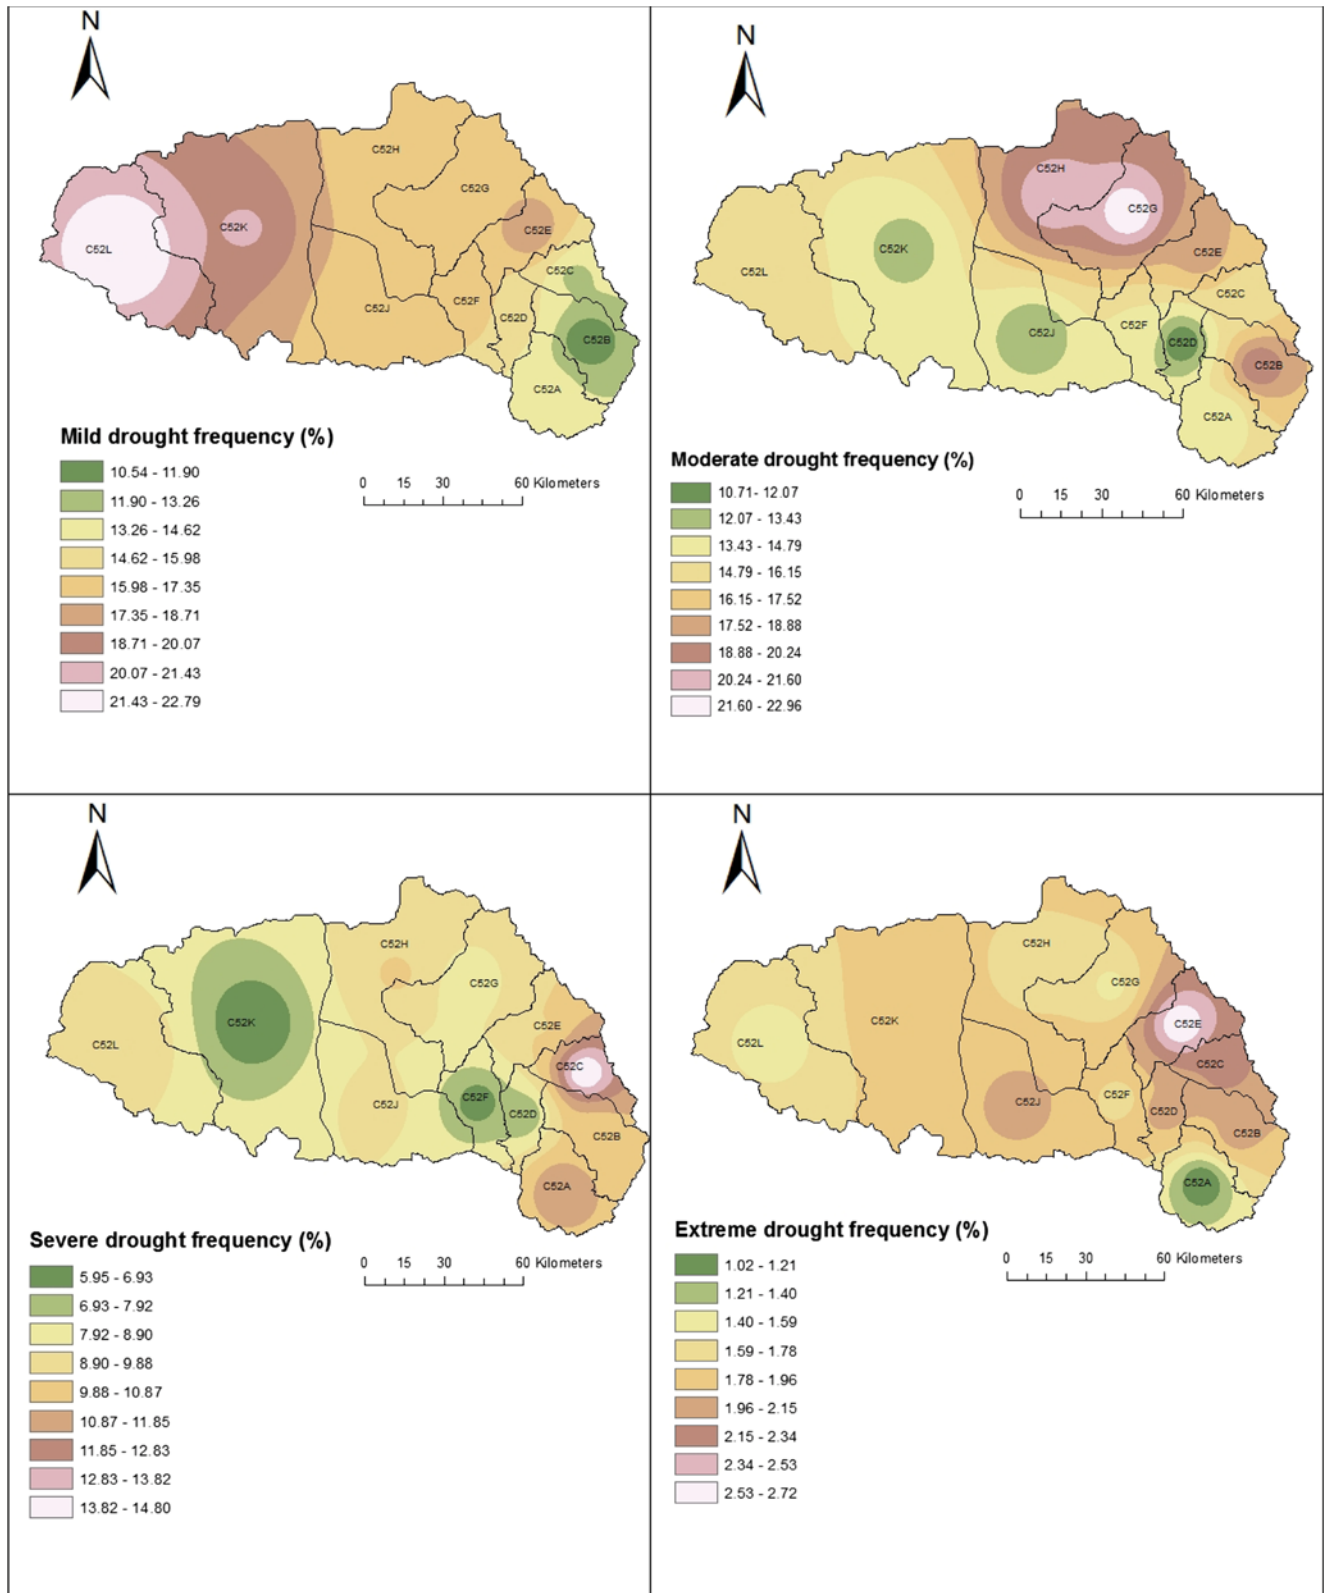 N
C52H
C52G
C52K
C52E
C52L
C52C
C52J
C52F
C52D
C52B
C52A
Mild drought frequency (%)
10.54 - 11.90
11.90 - 13.26
13.26 - 14.62
14.62 - 15.98
15.98 - 17.35
17.35 - 18.71
18.71 - 20.07
20.07 - 21.43
21.43 - 22.79
0 15 30 60 Kilometers
N
C52H
C52G
C52K
C52E
C52L
C52C
C52J
C52F
C52D
C52B
C52A
Moderate drought frequency (%)
10.71- 12.07
12.07 - 13.43
13.43 - 14.79
14.79 - 16.15
16.15 - 17.52
17.52 - 18.88
18.88 - 20.24
20.24 - 21.60
21.60 - 22.96
0 15 30 60 Kilometers
N
C52H
C52G
C52K
C52E
C52L
C52C
C52J
C52F
C52D
C52B
C52A
Severe drought frequency (%)
5.95 - 6.93
6.93 - 7.92
7.92 - 8.90
8.90 - 9.88
9.88 - 10.87
10.87 - 11.85
11.85 - 12.83
12.83 - 13.82
13.82 - 14.80
0 15 30 60 Kilometers
N
C52H
C52G
C52K
C52E
C52L
C52C
C52J
C52F
C52D
C52B
C52A
Extreme drought frequency (%)
1.02 - 1.21
1.21 - 1.40
1.40 - 1.59
1.59 - 1.78
1.78 - 1.96
1.96 - 2.15
2.15 - 2.34
2.34 - 2.53
2.53 - 2.72
0 15 30 60 Kilometers